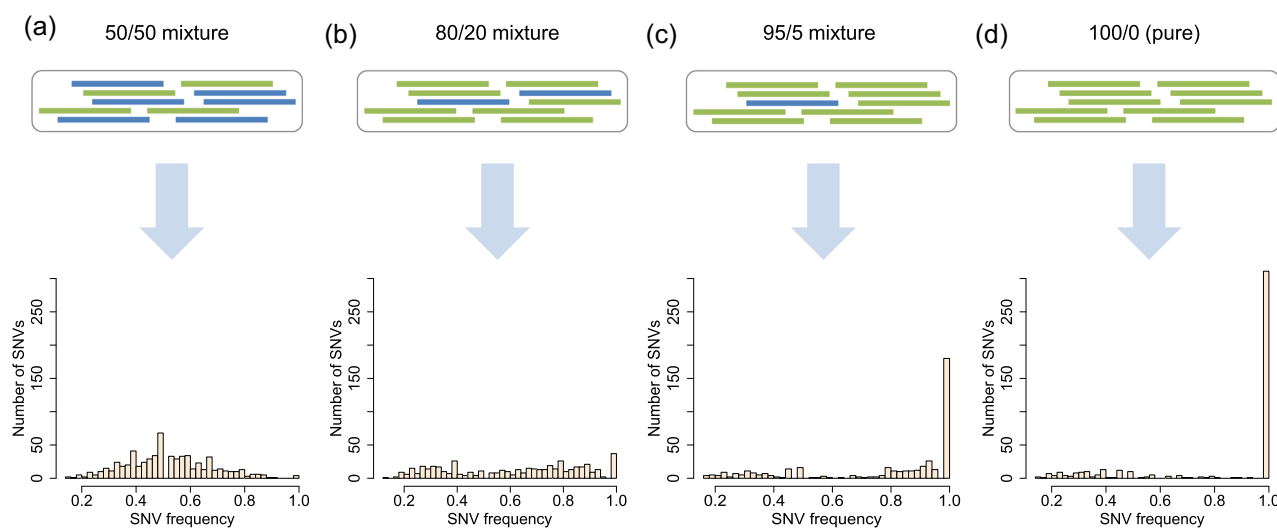 (a)
50/50 mixture
Number of SNVs
250
150
50
0
0.2 0.4 0.6 0.8 1.0
SNV frequency
(b)
80/20 mixture
Number of SNVs
250
150
50
0
0.2 0.4 0.6 0.8 1.0
SNV frequency
(c)
95/5 mixture
Number of SNVs
250
150
50
0
0.2 0.4 0.6 0.8 1.0
SNV frequency
(d)
100/0 (pure)
Number of SNVs
250
150
50
0
0.2 0.4 0.6 0.8 1.0
SNV frequency